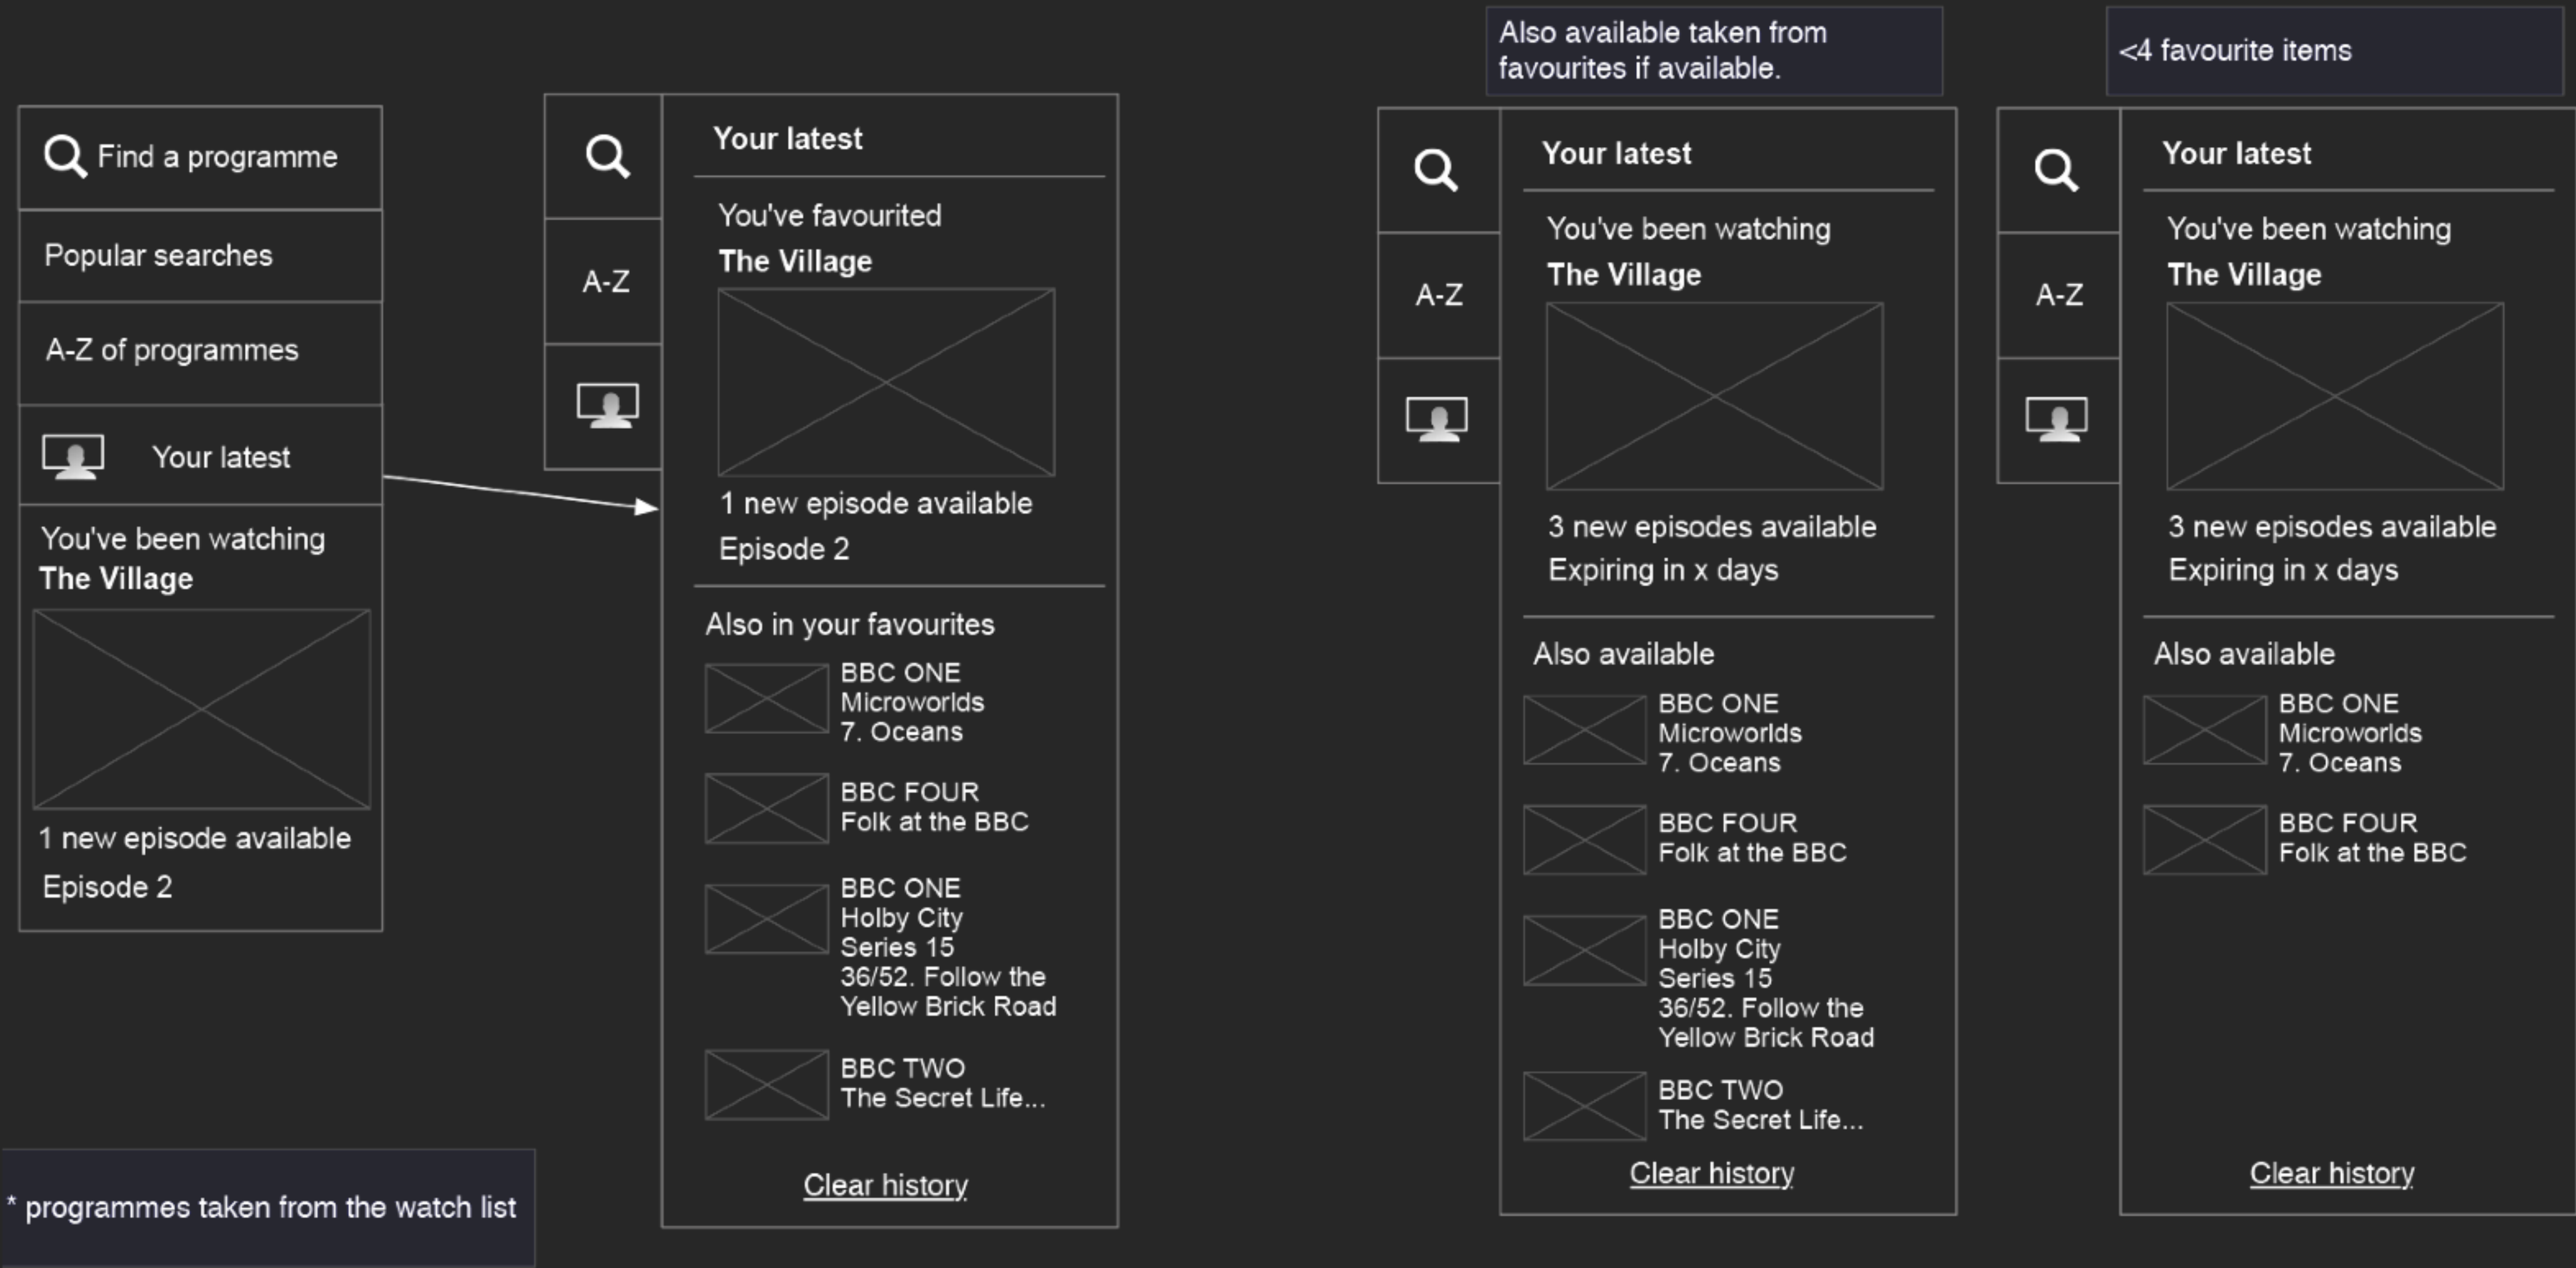 Find a programme
Popular searches
A-Z of programmes
Your latest
You've been watching
The Village
1 new episode available
Episode 2
* programmes taken from the watch list
A-Z
Your latest
You've favourited
The Village
1 new episode available
Episode 2
Also in your favourites
BBC ONE
Microworlds
7. Oceans
BBC FOUR
Folk at the BBC
BBC ONE
Holby City
Series 15
36/52. Follow the
Yellow Brick Road
BBC TWO
The Secret Life...
Clear history
Also available taken from
favourites if available.
A-Z
Your latest
You've been watching
The Village
3 new episodes available
Expiring in x days
Also available
BBC ONE
Microworlds
7. Oceans
BBC FOUR
Folk at the BBC
BBC ONE
Holby City
Series 15
36/52. Follow the
Yellow Brick Road
BBC TWO
The Secret Life...
Clear history
<4 favourite items
A-Z
Your latest
You've been watching
The Village
3 new episodes available
Expiring in x days
Also available
BBC ONE
Microworlds
7. Oceans
BBC FOUR
Folk at the BBC
Clear history